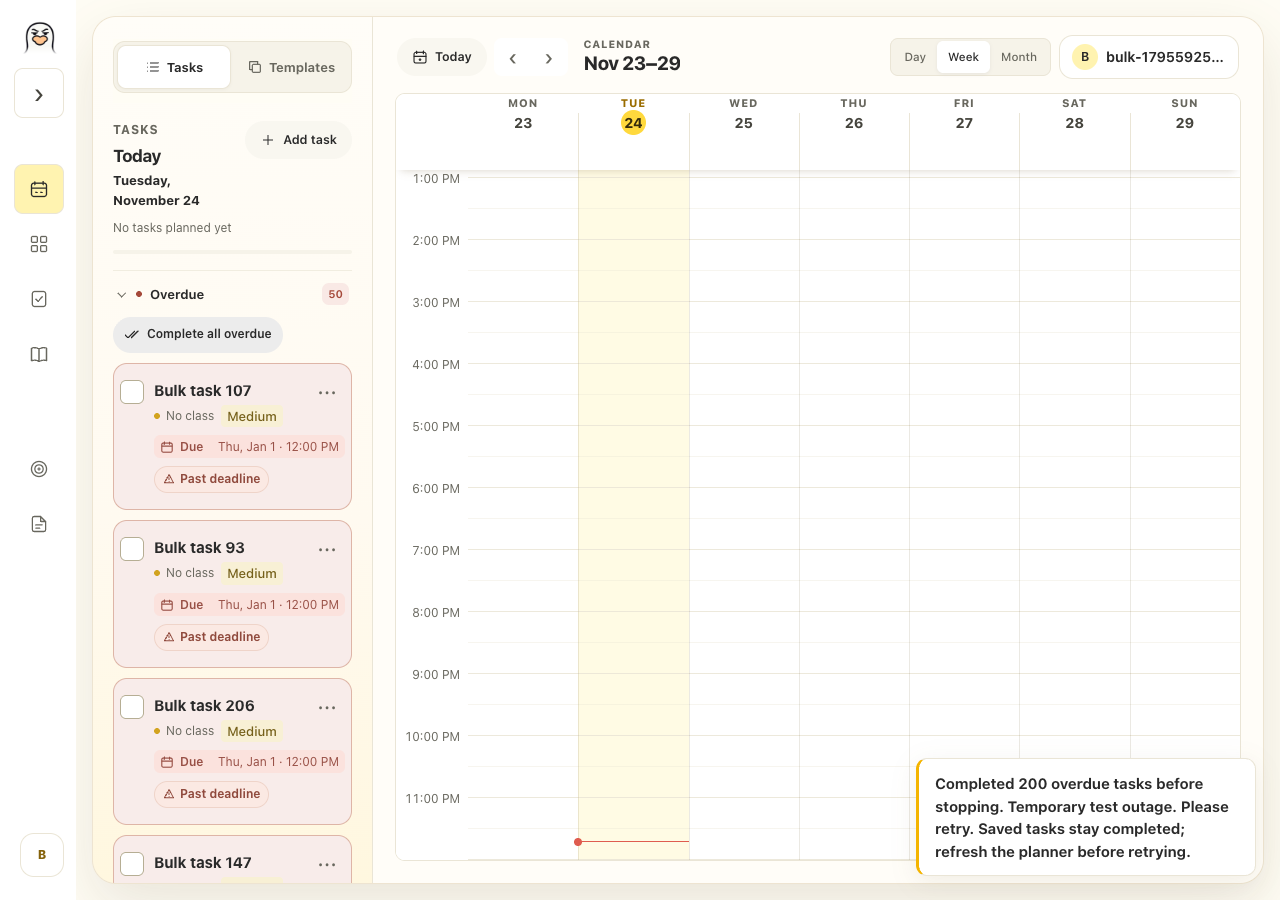 Tasks
Templates
TASKS
Today
Tuesday,
November 24
No tasks planned yet
Add task
Overdue
50
Complete all overdue
Bulk task 107
No class Medium
Due Thu, Jan 1 · 12:00 PM
Past deadline
Bulk task 93
No class Medium
Due Thu, Jan 1 · 12:00 PM
Past deadline
Bulk task 206
No class Medium
Due Thu, Jan 1 · 12:00 PM
Past deadline
Bulk task 147
B
Today
CALENDAR
Nov 23–29
Day Week Month
B bulk-17955925...
MON TUE WED THU FRI SAT SUN
23 24 25 26 27 28 29
1:00 PM
2:00 PM
3:00 PM
4:00 PM
5:00 PM
6:00 PM
7:00 PM
8:00 PM
9:00 PM
10:00 PM
11:00 PM
Completed 200 overdue tasks before
stopping. Temporary test outage. Please
retry. Saved tasks stay completed;
refresh the planner before retrying.